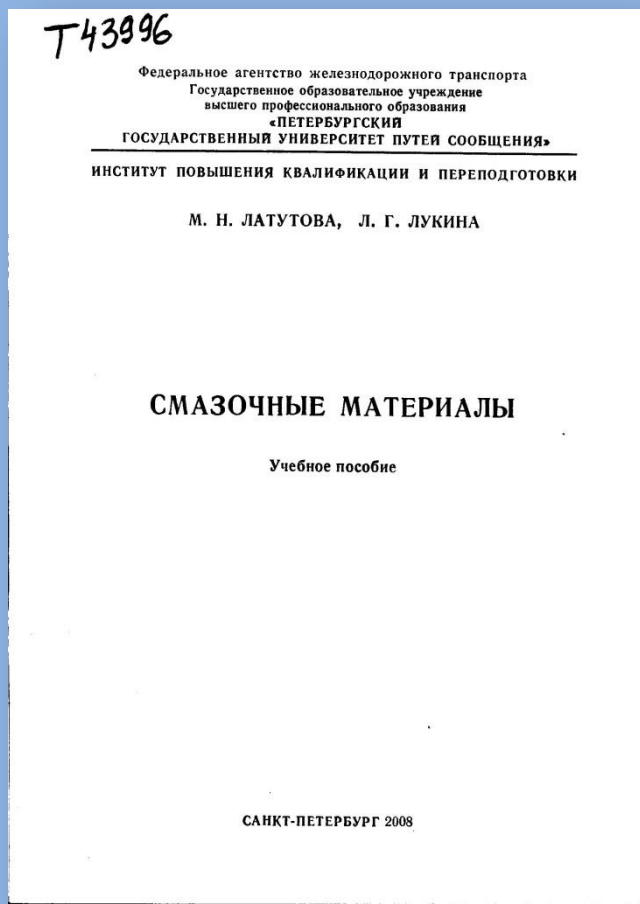 Т43996
Федеральное агентство железнодорожного транспорта
Государственное образовательное учреждение
высшего профессионального образования
«ПЕТЕРБУРГСКИЙ
ГОСУДАРСТВЕННЫЙ УНИВЕРСИТЕТ ПУТЕЙ СООБЩЕНИЯ»
ИНСТИТУТ ПОВЫШЕНИЯ КВАЛИФИКАЦИИ И ПЕРЕПОДГОТОВКИ
М. Н. ЛАТУТОВА, Л. Г. ЛУКИНА
СМАЗОЧНЫЕ МАТЕРИАЛЫ
Учебное пособие
САНКТ-ПЕТЕРБУРГ 2008